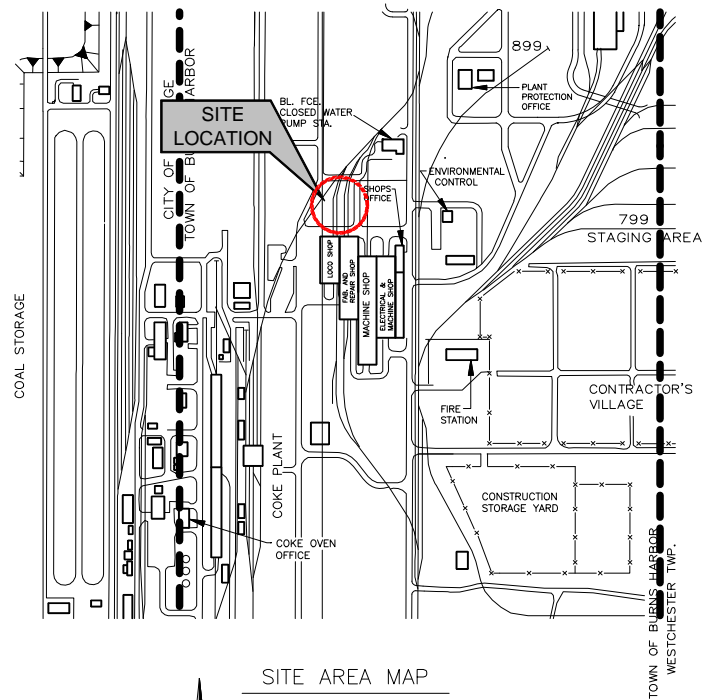 899
PLANT
PROTECTION
OFFICE
BL. FCE.
CLOSED WATER
PUMP STA.
SITE
LOCATION
CITY OF
TOWN OF
ENVIRONMENTAL
CONTROL
SHOPS
OFFICE
799
STAGING AREA
LOCO SHOP
FAB. AND
REPAIR SHOP
MACHINE SHOP
ELECTRICAL &
MACHINE SHOP
COAL STORAGE
FIRE
STATION
CONTRACTOR'S
VILLAGE
COKE PLANT
CONSTRUCTION
STORAGE YARD
COKE OVEN
OFFICE
TOWN OF BURNS HARBOR
WESTCHESTER TWP.
SITE AREA MAP